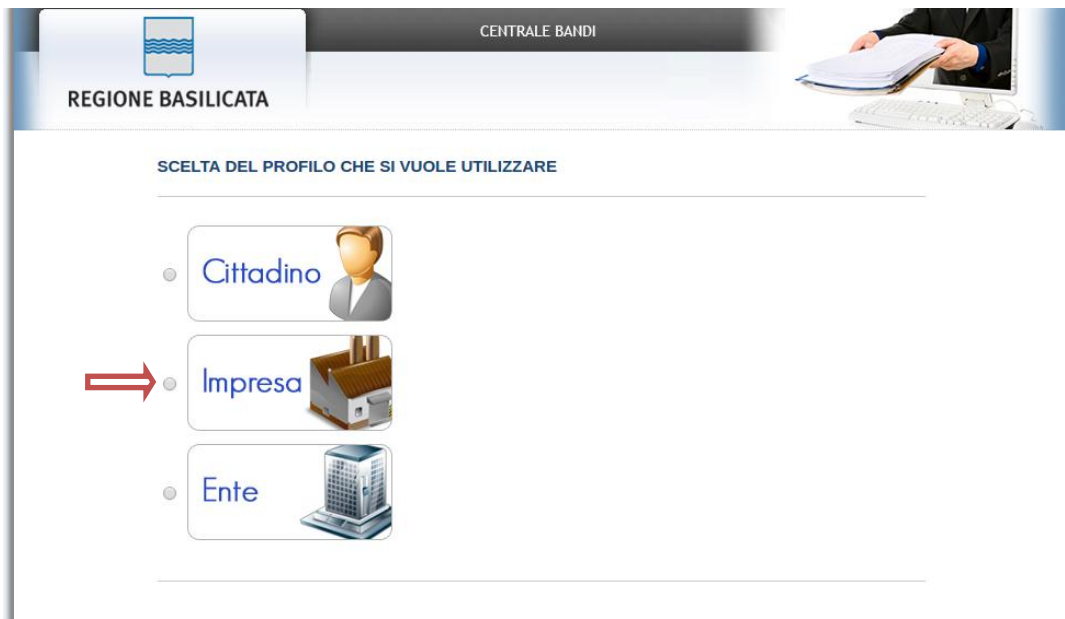 CENTRALE BANDI
REGIONE BASILICATA
SCELTA DEL PROFILO CHE SI VUOLE UTILIZZARE
Cittadino
Impresa
Ente